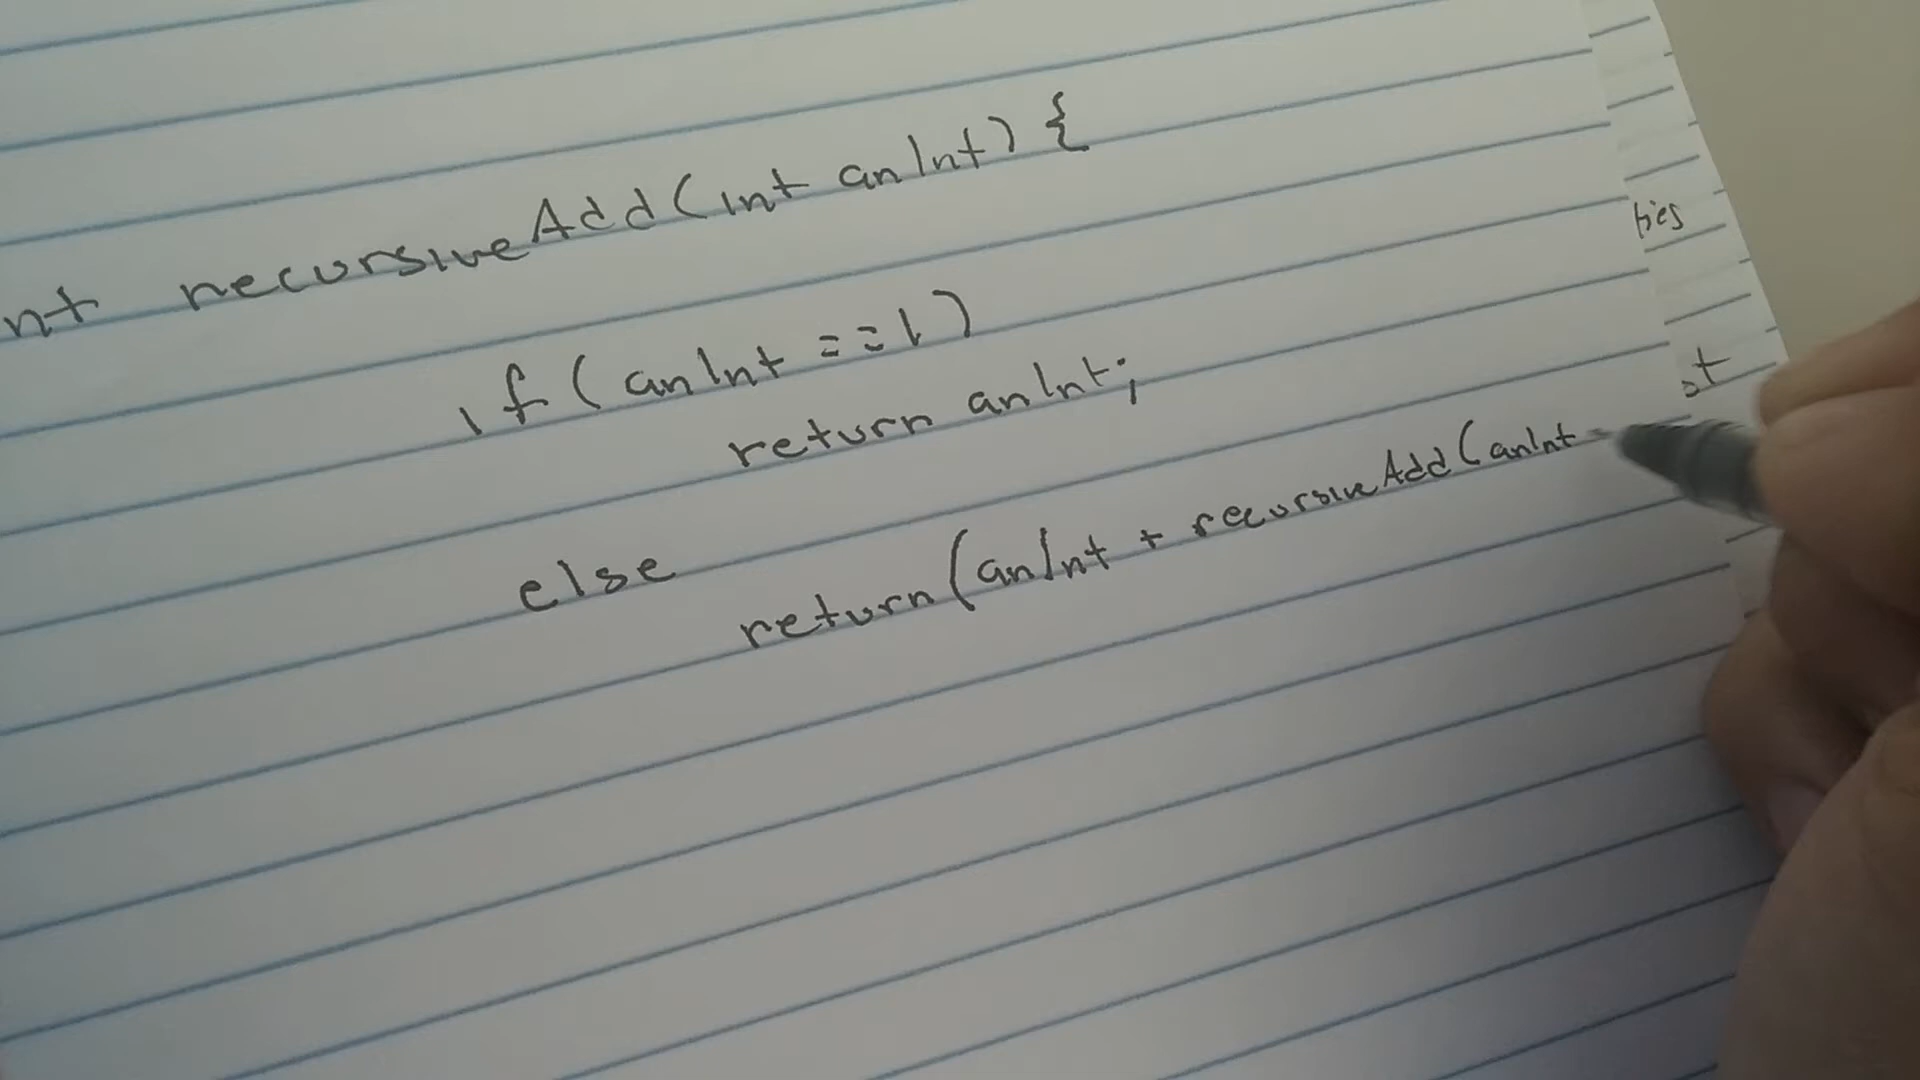 nt recursiveAdd(int anInt) {
if (anInt ==1)
return anInt;
else
return (anInt + recursiveAdd(anInt -